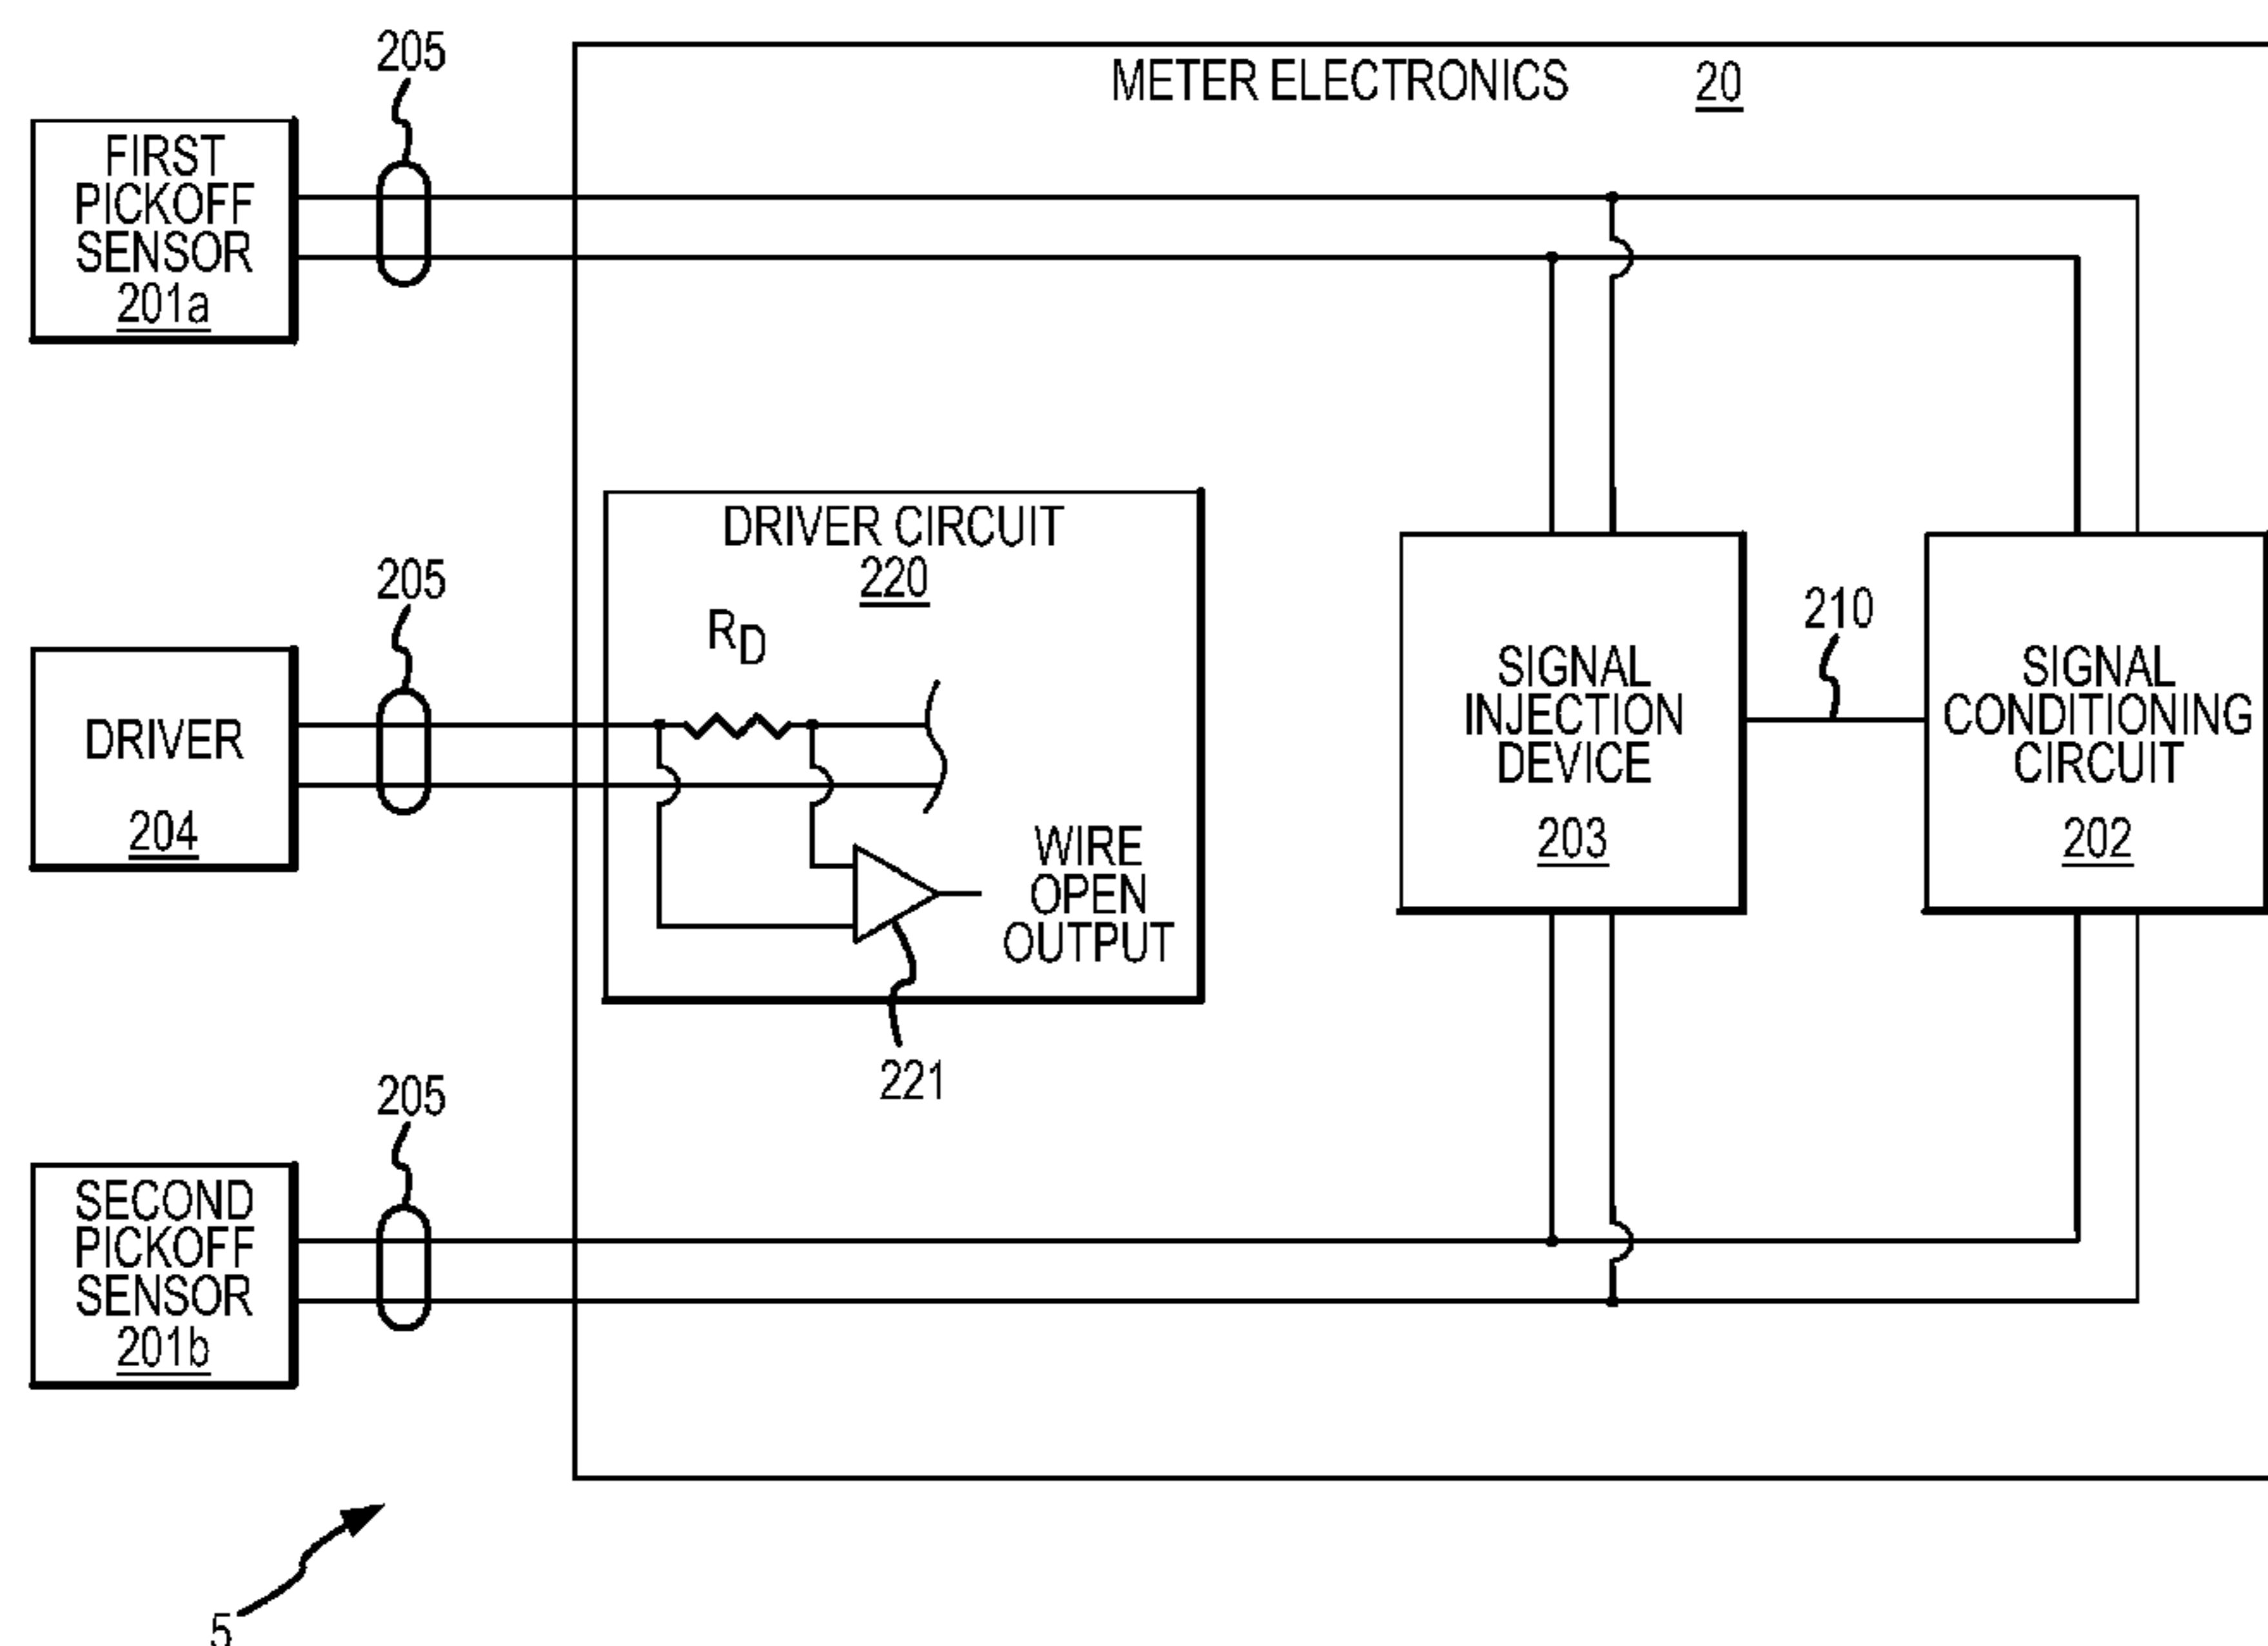 METER ELECTRONICS 20
205
FIRST
PICKOFF
SENSOR
201a
DRIVER CIRCUIT
220
R_D
205
DRIVER
204
WIRE
OPEN
OUTPUT
221
SIGNAL
INJECTION
DEVICE
203
210
SIGNAL
CONDITIONING
CIRCUIT
202
205
SECOND
PICKOFF
SENSOR
201b
5